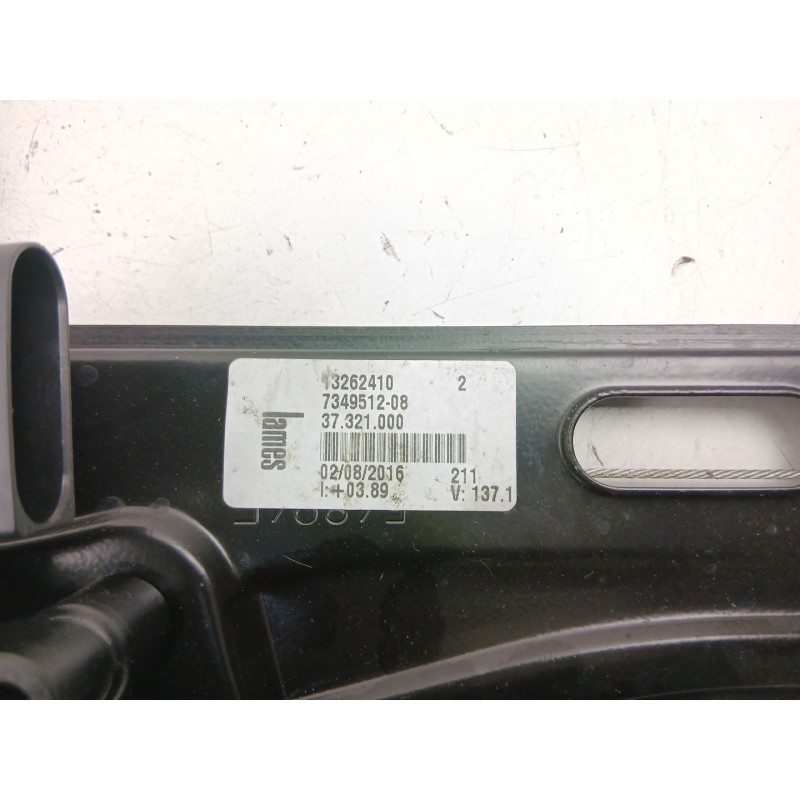 13262410 2
7349512-08
37.321.000
Lames
02/08/2016 211
I:+03.89 V: 137.1